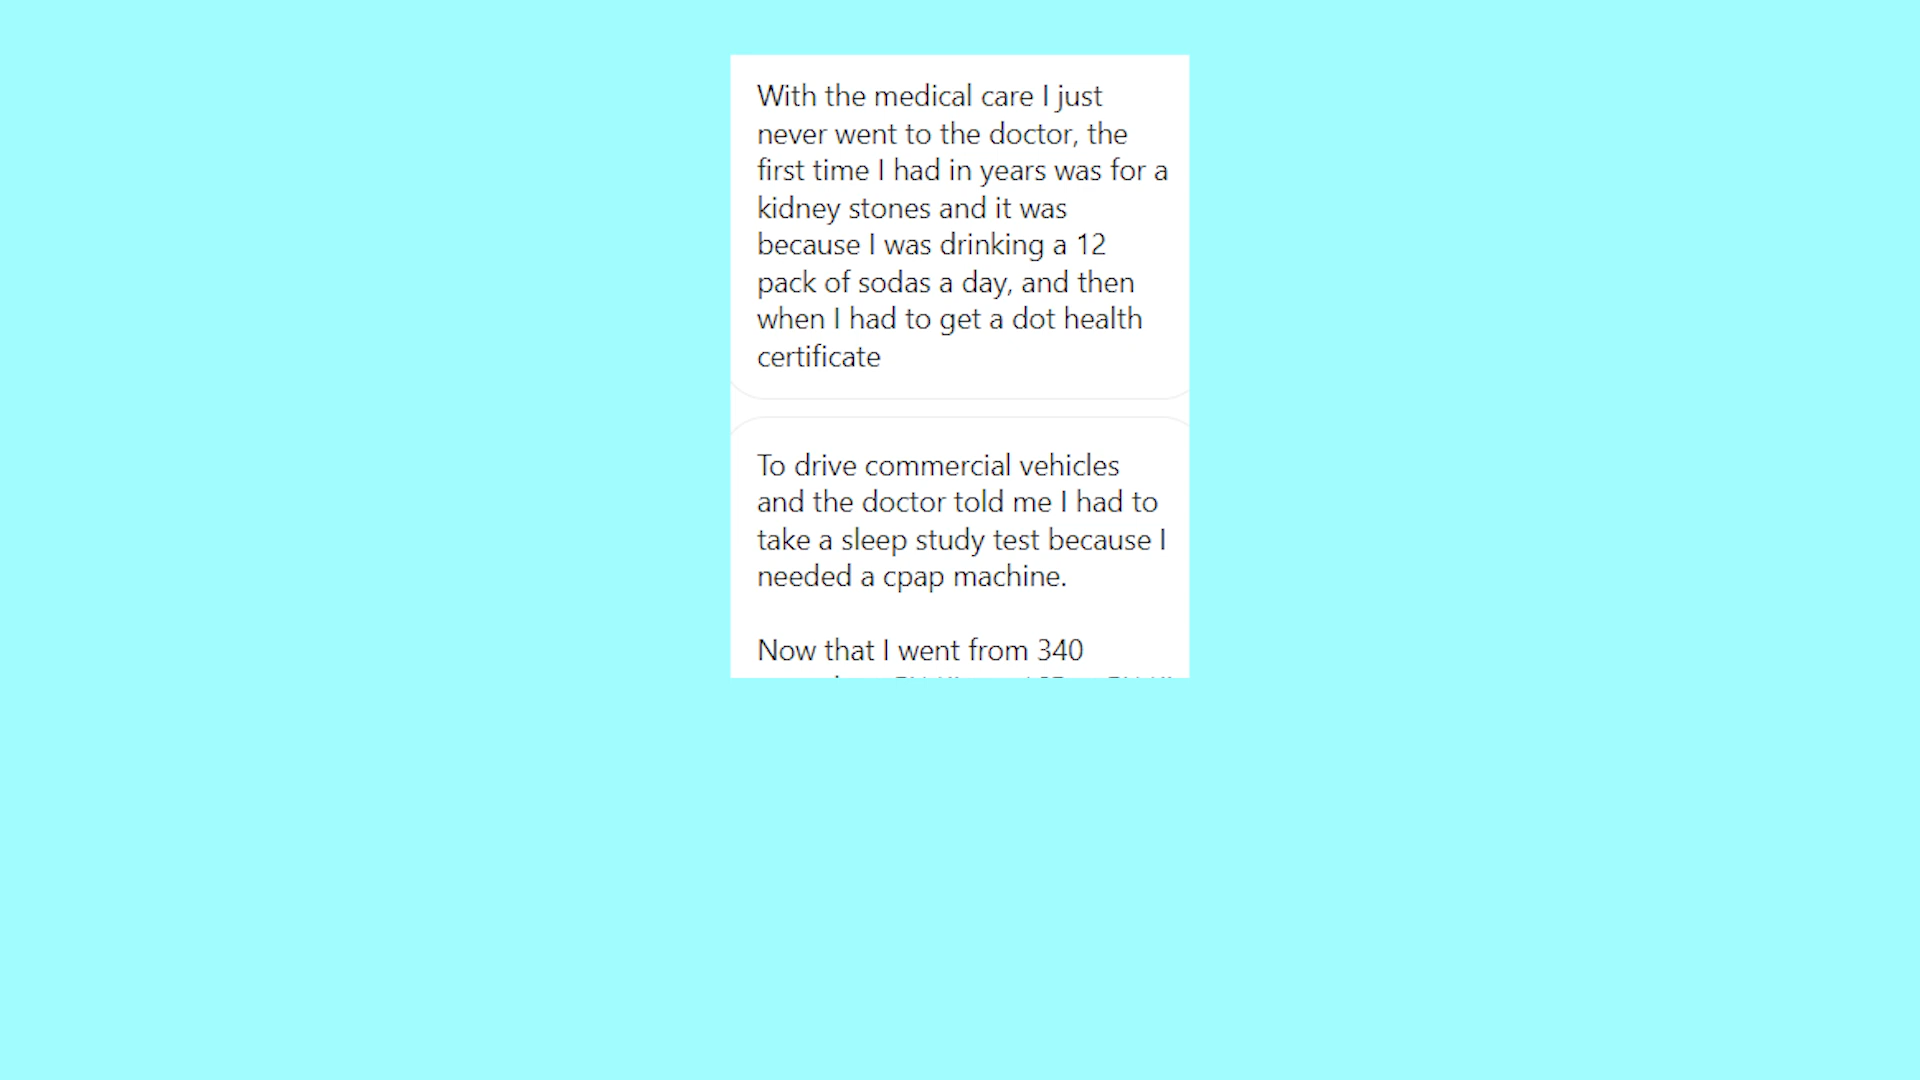 With the medical care I just
never went to the doctor, the
first time I had in years was for a
kidney stones and it was
because I was drinking a 12
pack of sodas a day, and then
when I had to get a dot health
certificate
To drive commercial vehicles
and the doctor told me I had to
take a sleep study test because I
needed a cpap machine.
Now that I went from 340